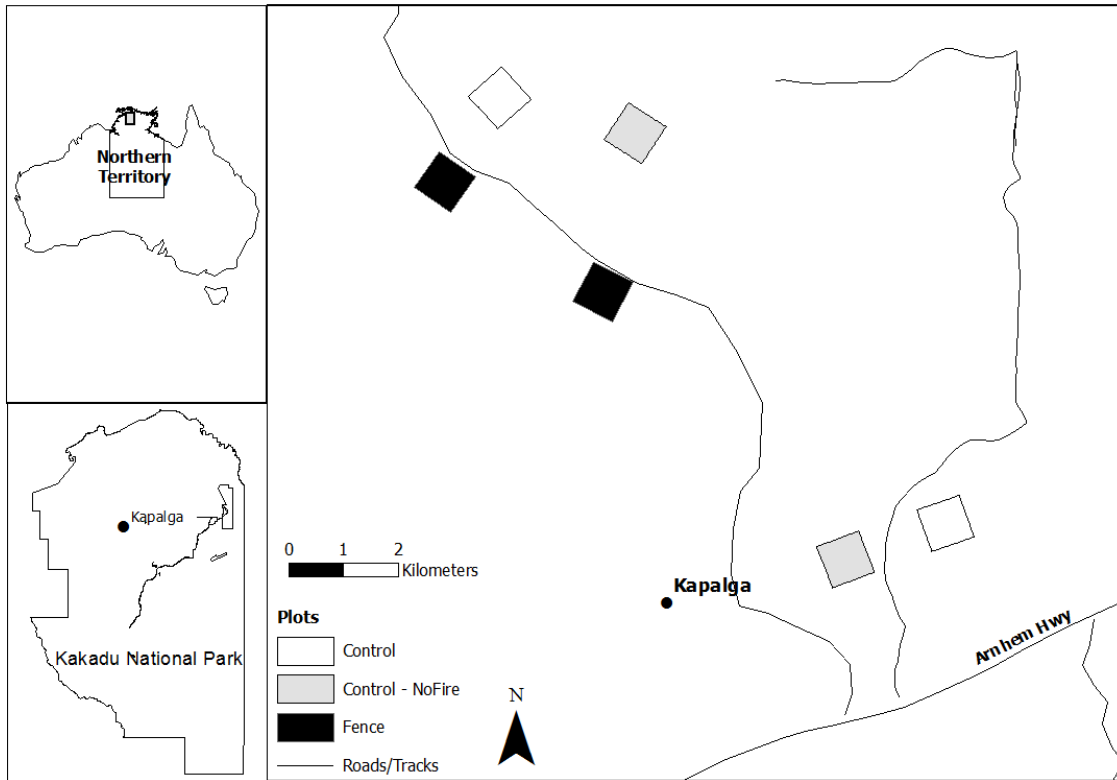 Northern
Territory
Kapalga
Kakadu National Park
0 1 2
Kilometers
Plots
Control
Control - NoFire
Fence
Roads/Tracks
N
Kapalga
Arnhem Hwy